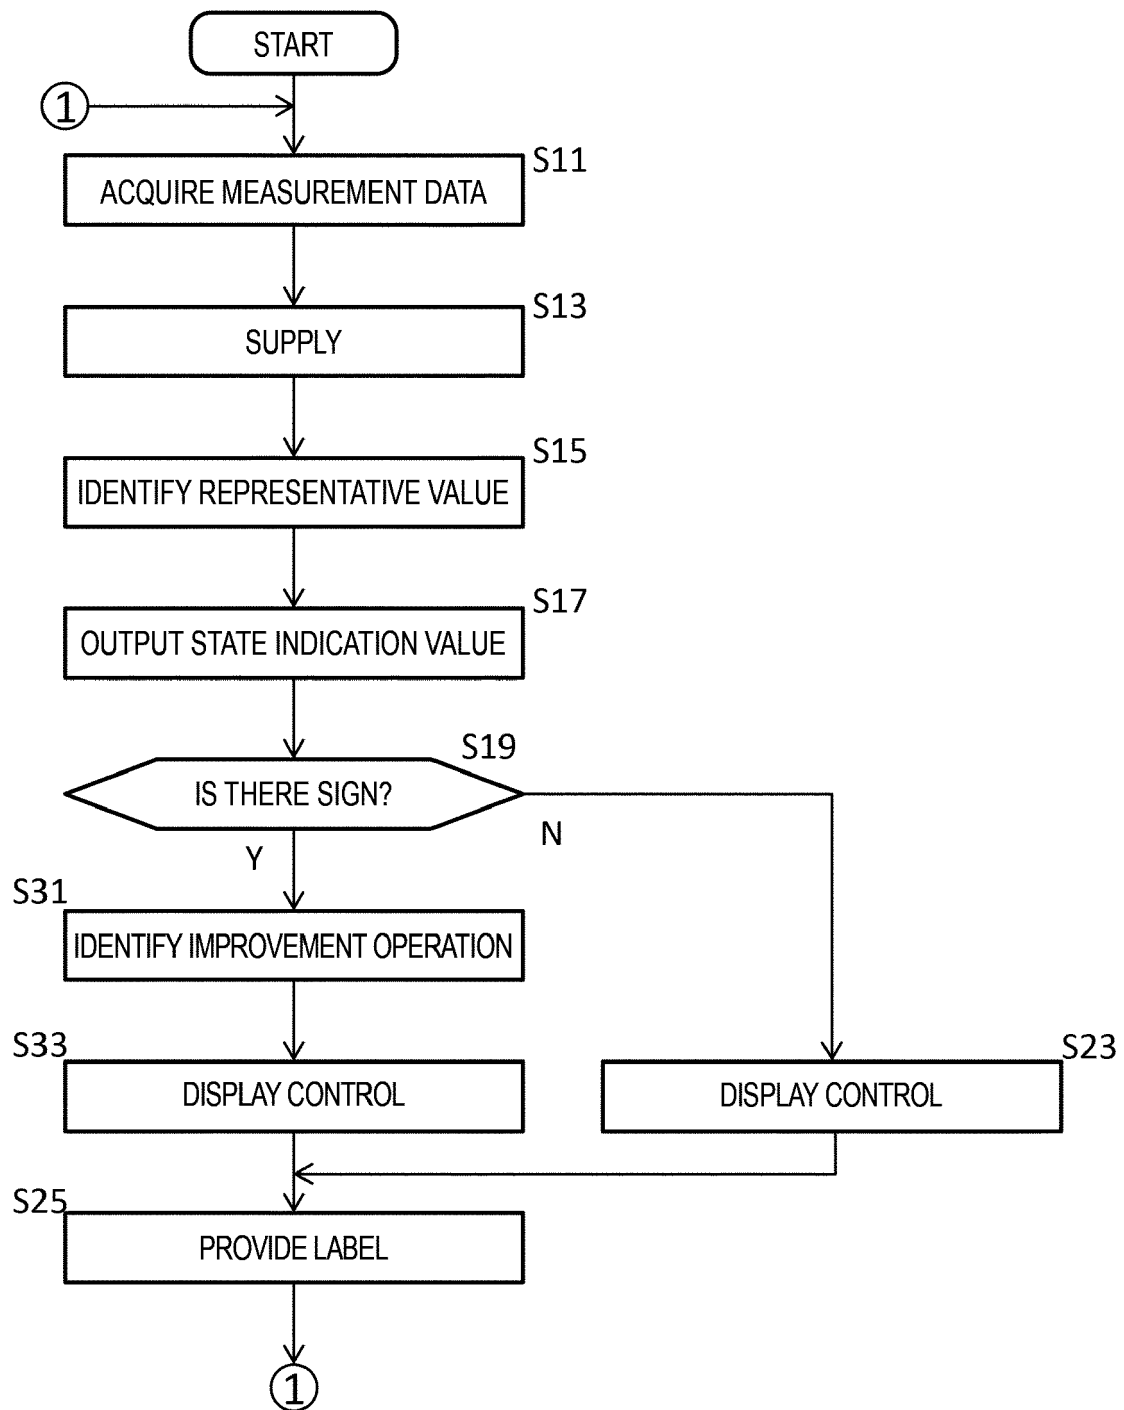 START
1
S11
ACQUIRE MEASUREMENT DATA
S13
SUPPLY
S15
IDENTIFY REPRESENTATIVE VALUE
S17
OUTPUT STATE INDICATION VALUE
S19
IS THERE SIGN?
Y
N
S31
IDENTIFY IMPROVEMENT OPERATION
S33
DISPLAY CONTROL
S23
DISPLAY CONTROL
S25
PROVIDE LABEL
1